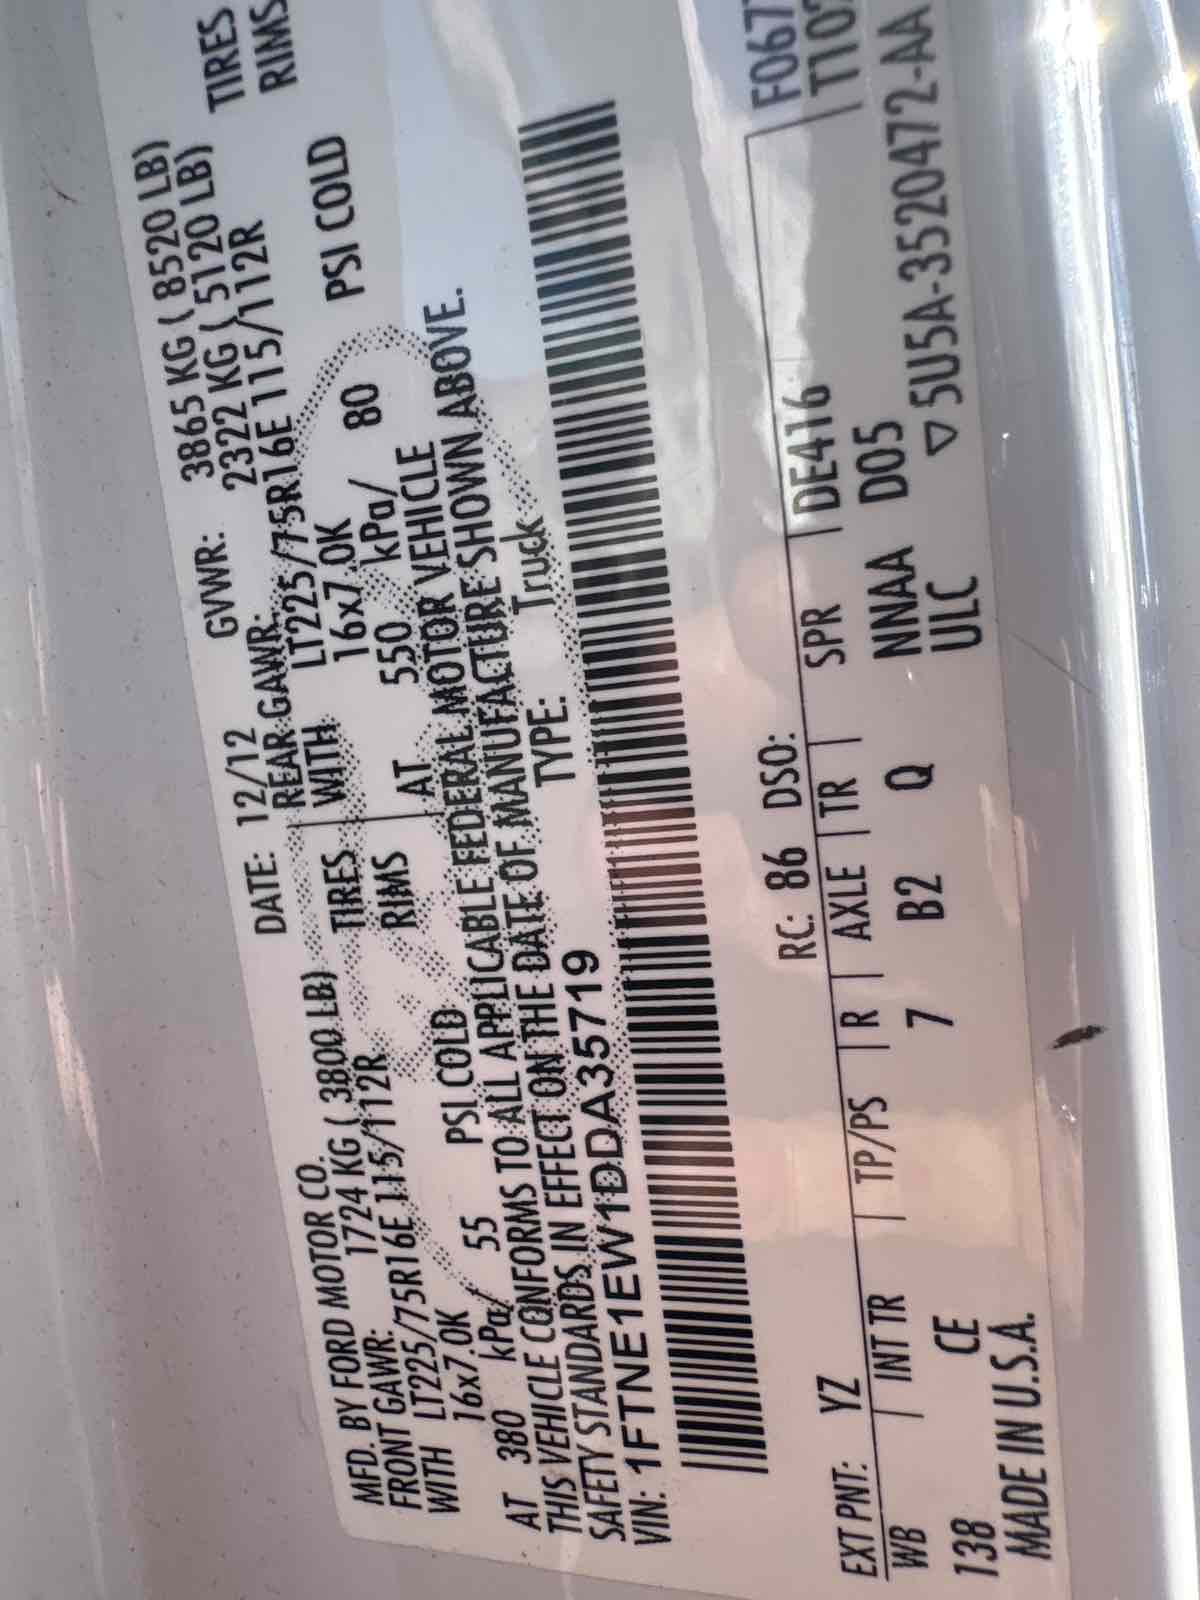 MFD. BY FORD MOTOR CO.
DATE: 12/12 GVWR: 3865 KG ( 8520 LB)
FRONT GAWR: 1724 KG ( 3800 LB) REAR GAWR: 2322 KG ( 5120 LB)
WITH LT225/75R16E 115/112R TIRES WITH LT225/75R16E 115/112R TIRES
16x7.0K RIMS 16x7.0K RIMS
AT 380 kPa/ 55 PSI COLD AT 550 kPa/ 80 PSI COLD
THIS VEHICLE CONFORMS TO ALL APPLICABLE FEDERAL MOTOR VEHICLE
SAFETY STANDARDS IN EFFECT ON THE DATE OF MANUFACTURE SHOWN ABOVE.
VIN: 1FTNE1EW1DDA35719 TYPE: Truck
EXT PNT: YZ RC: 86 DSO:
WB INT TR TP/PS R AXLE TR SPR DE416
138 CE 7 B2 Q NNAA D05
MADE IN U.S.A. ULC ▽5U5A-3520472-AA